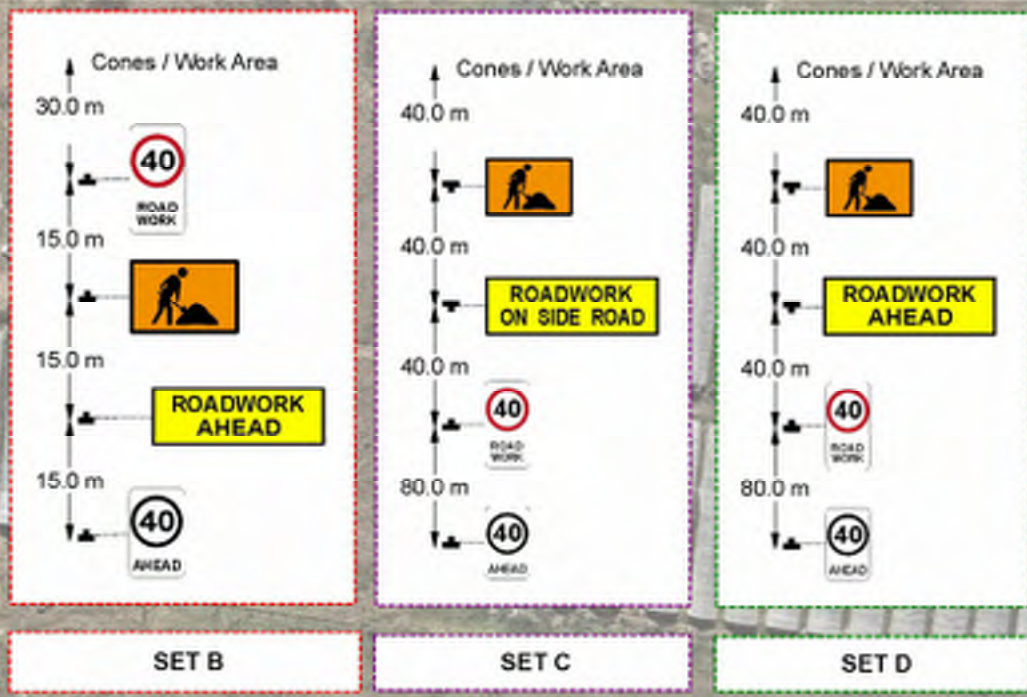 Cones / Work Area
30.0 m
40
ROAD
WORK
15.0 m
15.0 m
ROADWORK
AHEAD
15.0 m
40
AHEAD
SET B
Cones / Work Area
40.0 m
40.0 m
ROADWORK
ON SIDE ROAD
40.0 m
40
ROAD
WORK
80.0 m
40
AHEAD
SET C
Cones / Work Area
40.0 m
40.0 m
ROADWORK
AHEAD
40.0 m
40
ROAD
WORK
80.0 m
40
AHEAD
SET D